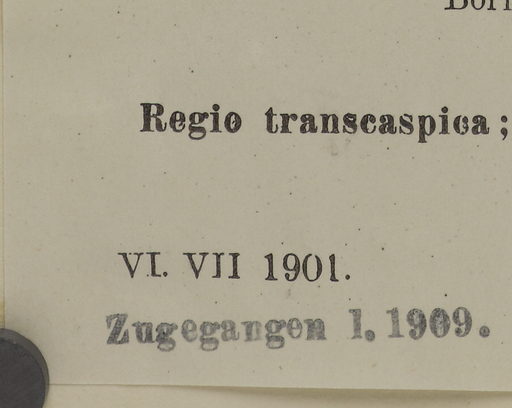 Regio transcaspica;
VI. VII 1901.
Zugegangen 1. 1909.